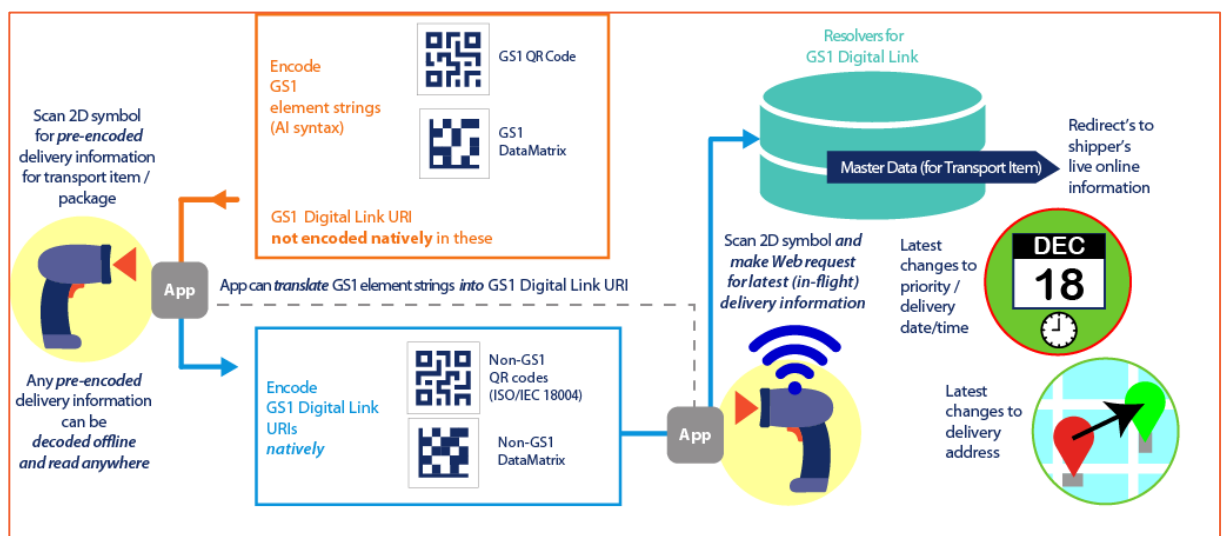 Scan 2D symbol
for pre-encoded
delivery information
for transport item /
package
App
Any pre-encoded
delivery information
can be
decoded offline
and read anywhere
Encode
GS1
element strings
(AI syntax)
GS1 QR Code
GS1
DataMatrix
GS1 Digital Link URI
not encoded natively in these
App can translate GS1 element strings into GS1 Digital Link URI
Encode
GS1 Digital Link
URIs
natively
Non-GS1
QR codes
(ISO/IEC 18004)
Non-GS1
DataMatrix
App
Scan 2D symbol and
make Web request
for latest (in-flight)
delivery information
Resolvers for
GS1 Digital Link
Master Data (for Transport Item)
Redirect's to
shipper's
live online
information
Latest
changes to
priority /
delivery
date/time
DEC
18
Latest
changes to
delivery
address